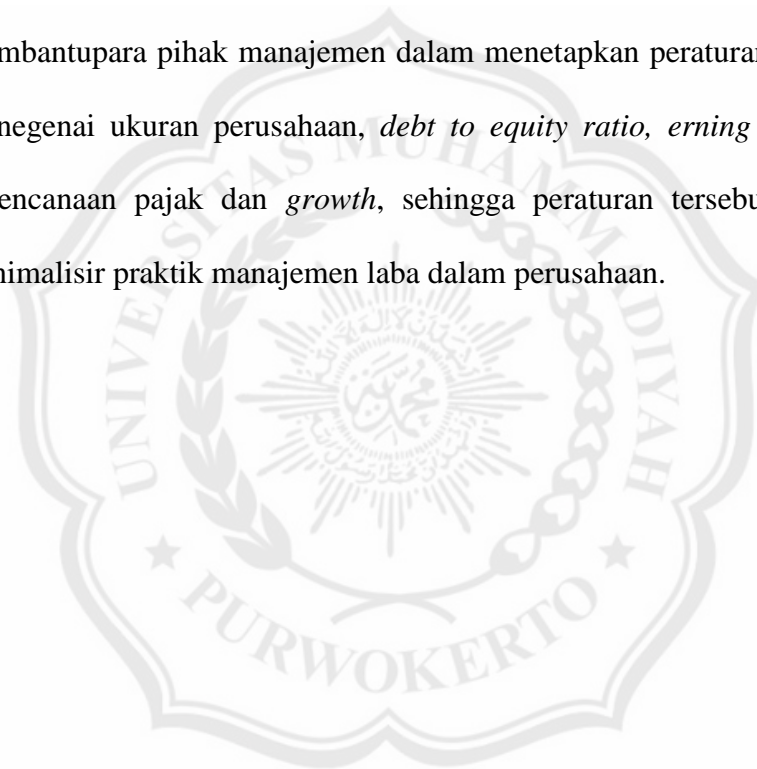 mbantupara pihak manajemen dalam menetapkan peraturan
negenai ukuran perusahaan, debt to equity ratio, erning
encanaan pajak dan growth, sehingga peraturan tersebu
nimalisir praktik manajemen laba dalam perusahaan.
UNIVERSITAS MUHAMMADIYAH
PURWOKERTO